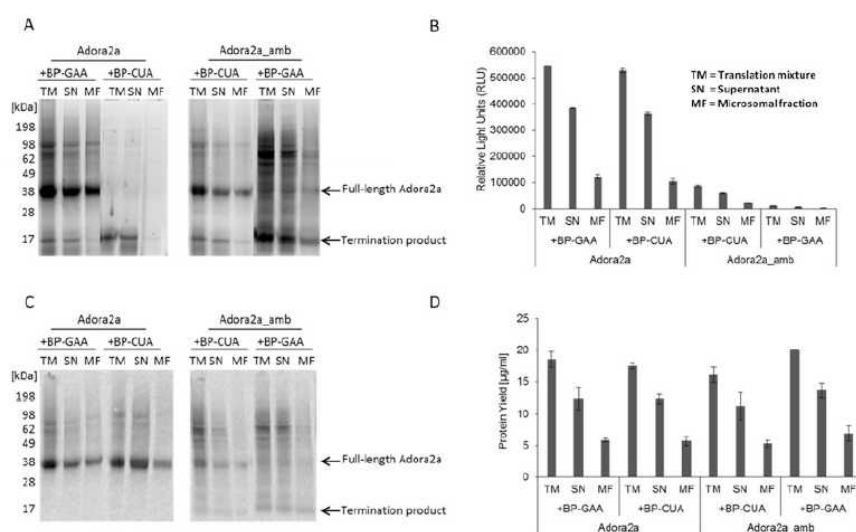 A
Adora2a
Adora2a_amb
+BP-GAA +BP-CUA
+BP-CUA +BP-GAA
TM SN MF TM SN MF
TM SN MF TM SN MF
[kDa]
198
98
62
49
38
28
17
Full-length Adora2a
Termination product
B
Relative Light Units (RLU)
600000
500000
400000
300000
200000
100000
0
TM = Translation mixture
SN = Supernatant
MF = Microsomal fraction
TM SN MF TM SN MF TM SN MF TM SN MF
+BP-GAA +BP-CUA +BP-CUA +BP-GAA
Adora2a Adora2a_amb
C
Adora2a
Adora2a_amb
+BP-GAA +BP-CUA
+BP-CUA +BP-GAA
TM SN MF TM SN MF
TM SN MF TM SN MF
[kDa]
198
98
62
49
38
28
17
Full-length Adora2a
Termination product
D
Protein Yield [µg/ml]
25
20
15
10
5
0
TM SN MF TM SN MF TM SN MF TM SN MF
+BP-GAA +BP-CUA +BP-CUA +BP-GAA
Adora2a Adora2a_amb